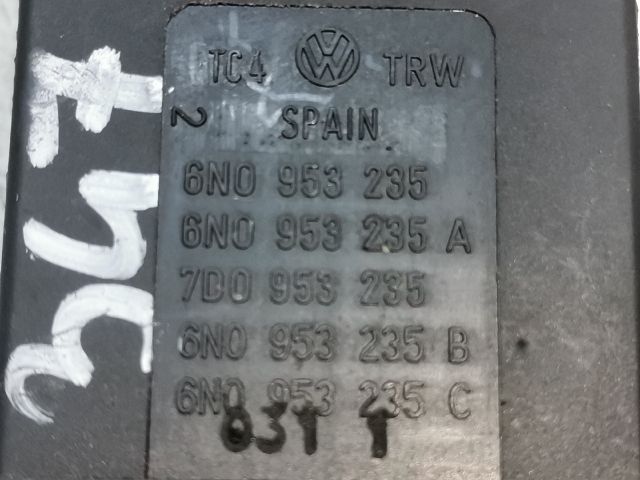 TC4 VW TRW
2
SPAIN
6N0 953 235
6N0 953 235 A
7D0 953 235
6N0 953 235 B
6N0 953 235 C
031 1